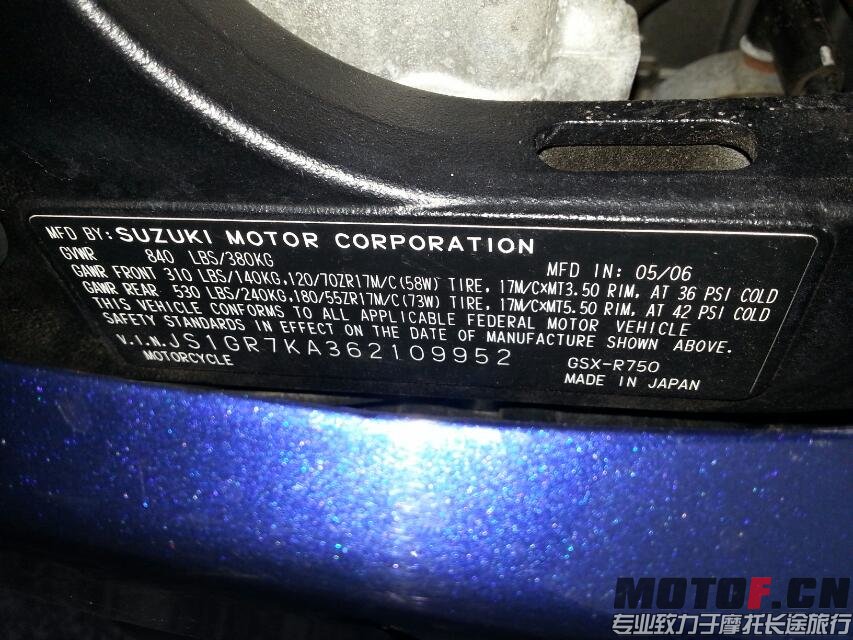 MFD BY: SUZUKI MOTOR CORPORATION
GVWR 840 LBS/380KG MFD IN: 05/06
GAWR FRONT 310 LBS/140KG,120/70ZR17M/C(58W) TIRE, 17M/C×MT3.50 RIM, AT 36 PSI COLD
GAWR REAR 530 LBS/240KG,180/55ZR17M/C(73W) TIRE, 17M/C×MT5.50 RIM, AT 42 PSI COLD
THIS VEHICLE CONFORMS TO ALL APPLICABLE FEDERAL MOTOR VEHICLE
SAFETY STANDARDS IN EFFECT ON THE DATE OF MANUFACTURE SHOWN ABOVE.
V.I.N. JS1GR7KA362109952 GSX-R750
MOTORCYCLE MADE IN JAPAN
MOTOF.CN
专业致力于摩托长途旅行